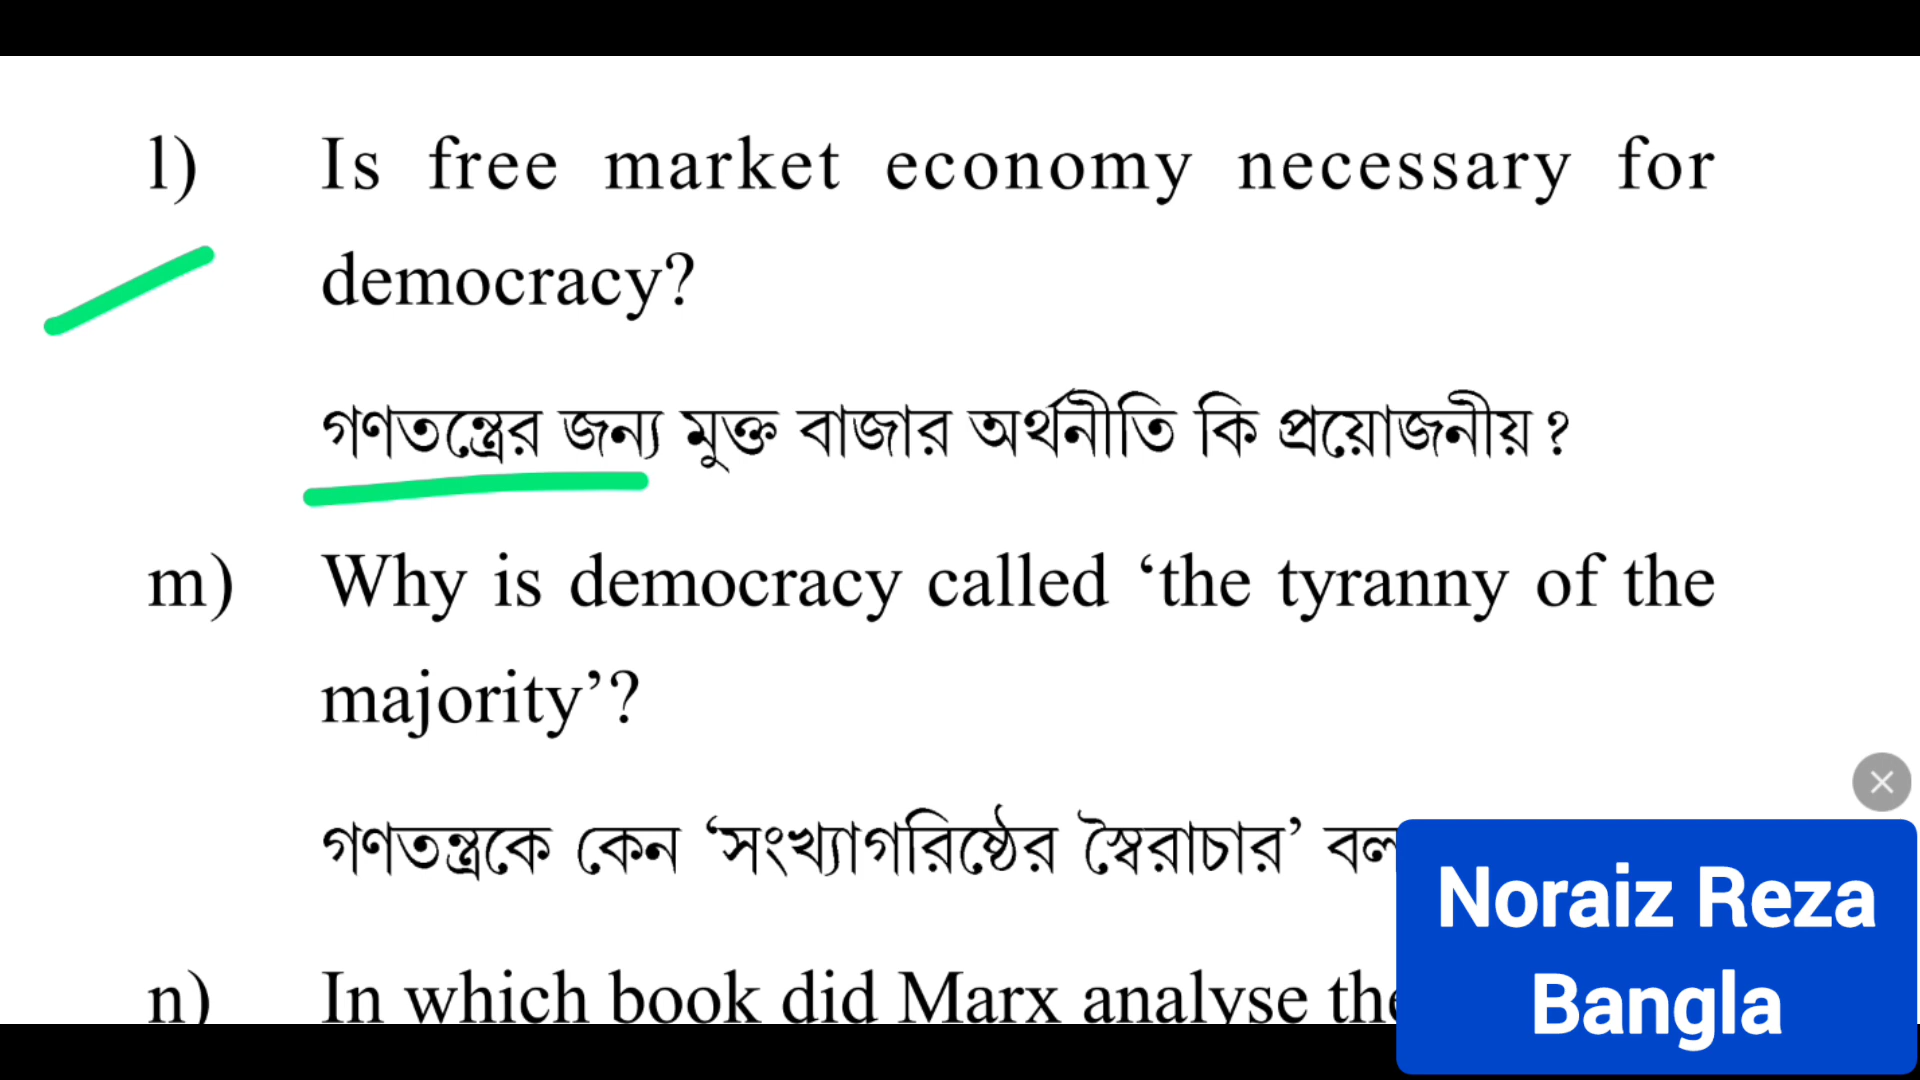 l) Is free market economy necessary for
democracy?
গণতন্ত্রের জন্য মুক্ত বাজার অর্থনীতি কি প্রয়োজনীয় ?
m) Why is democracy called ‘the tyranny of the
majority’?
গণতন্ত্রকে কেন ‘সংখ্যাগরিষ্ঠের স্বৈরাচার’
n) In which book did Marx analyse
Noraiz Reza
Bangla